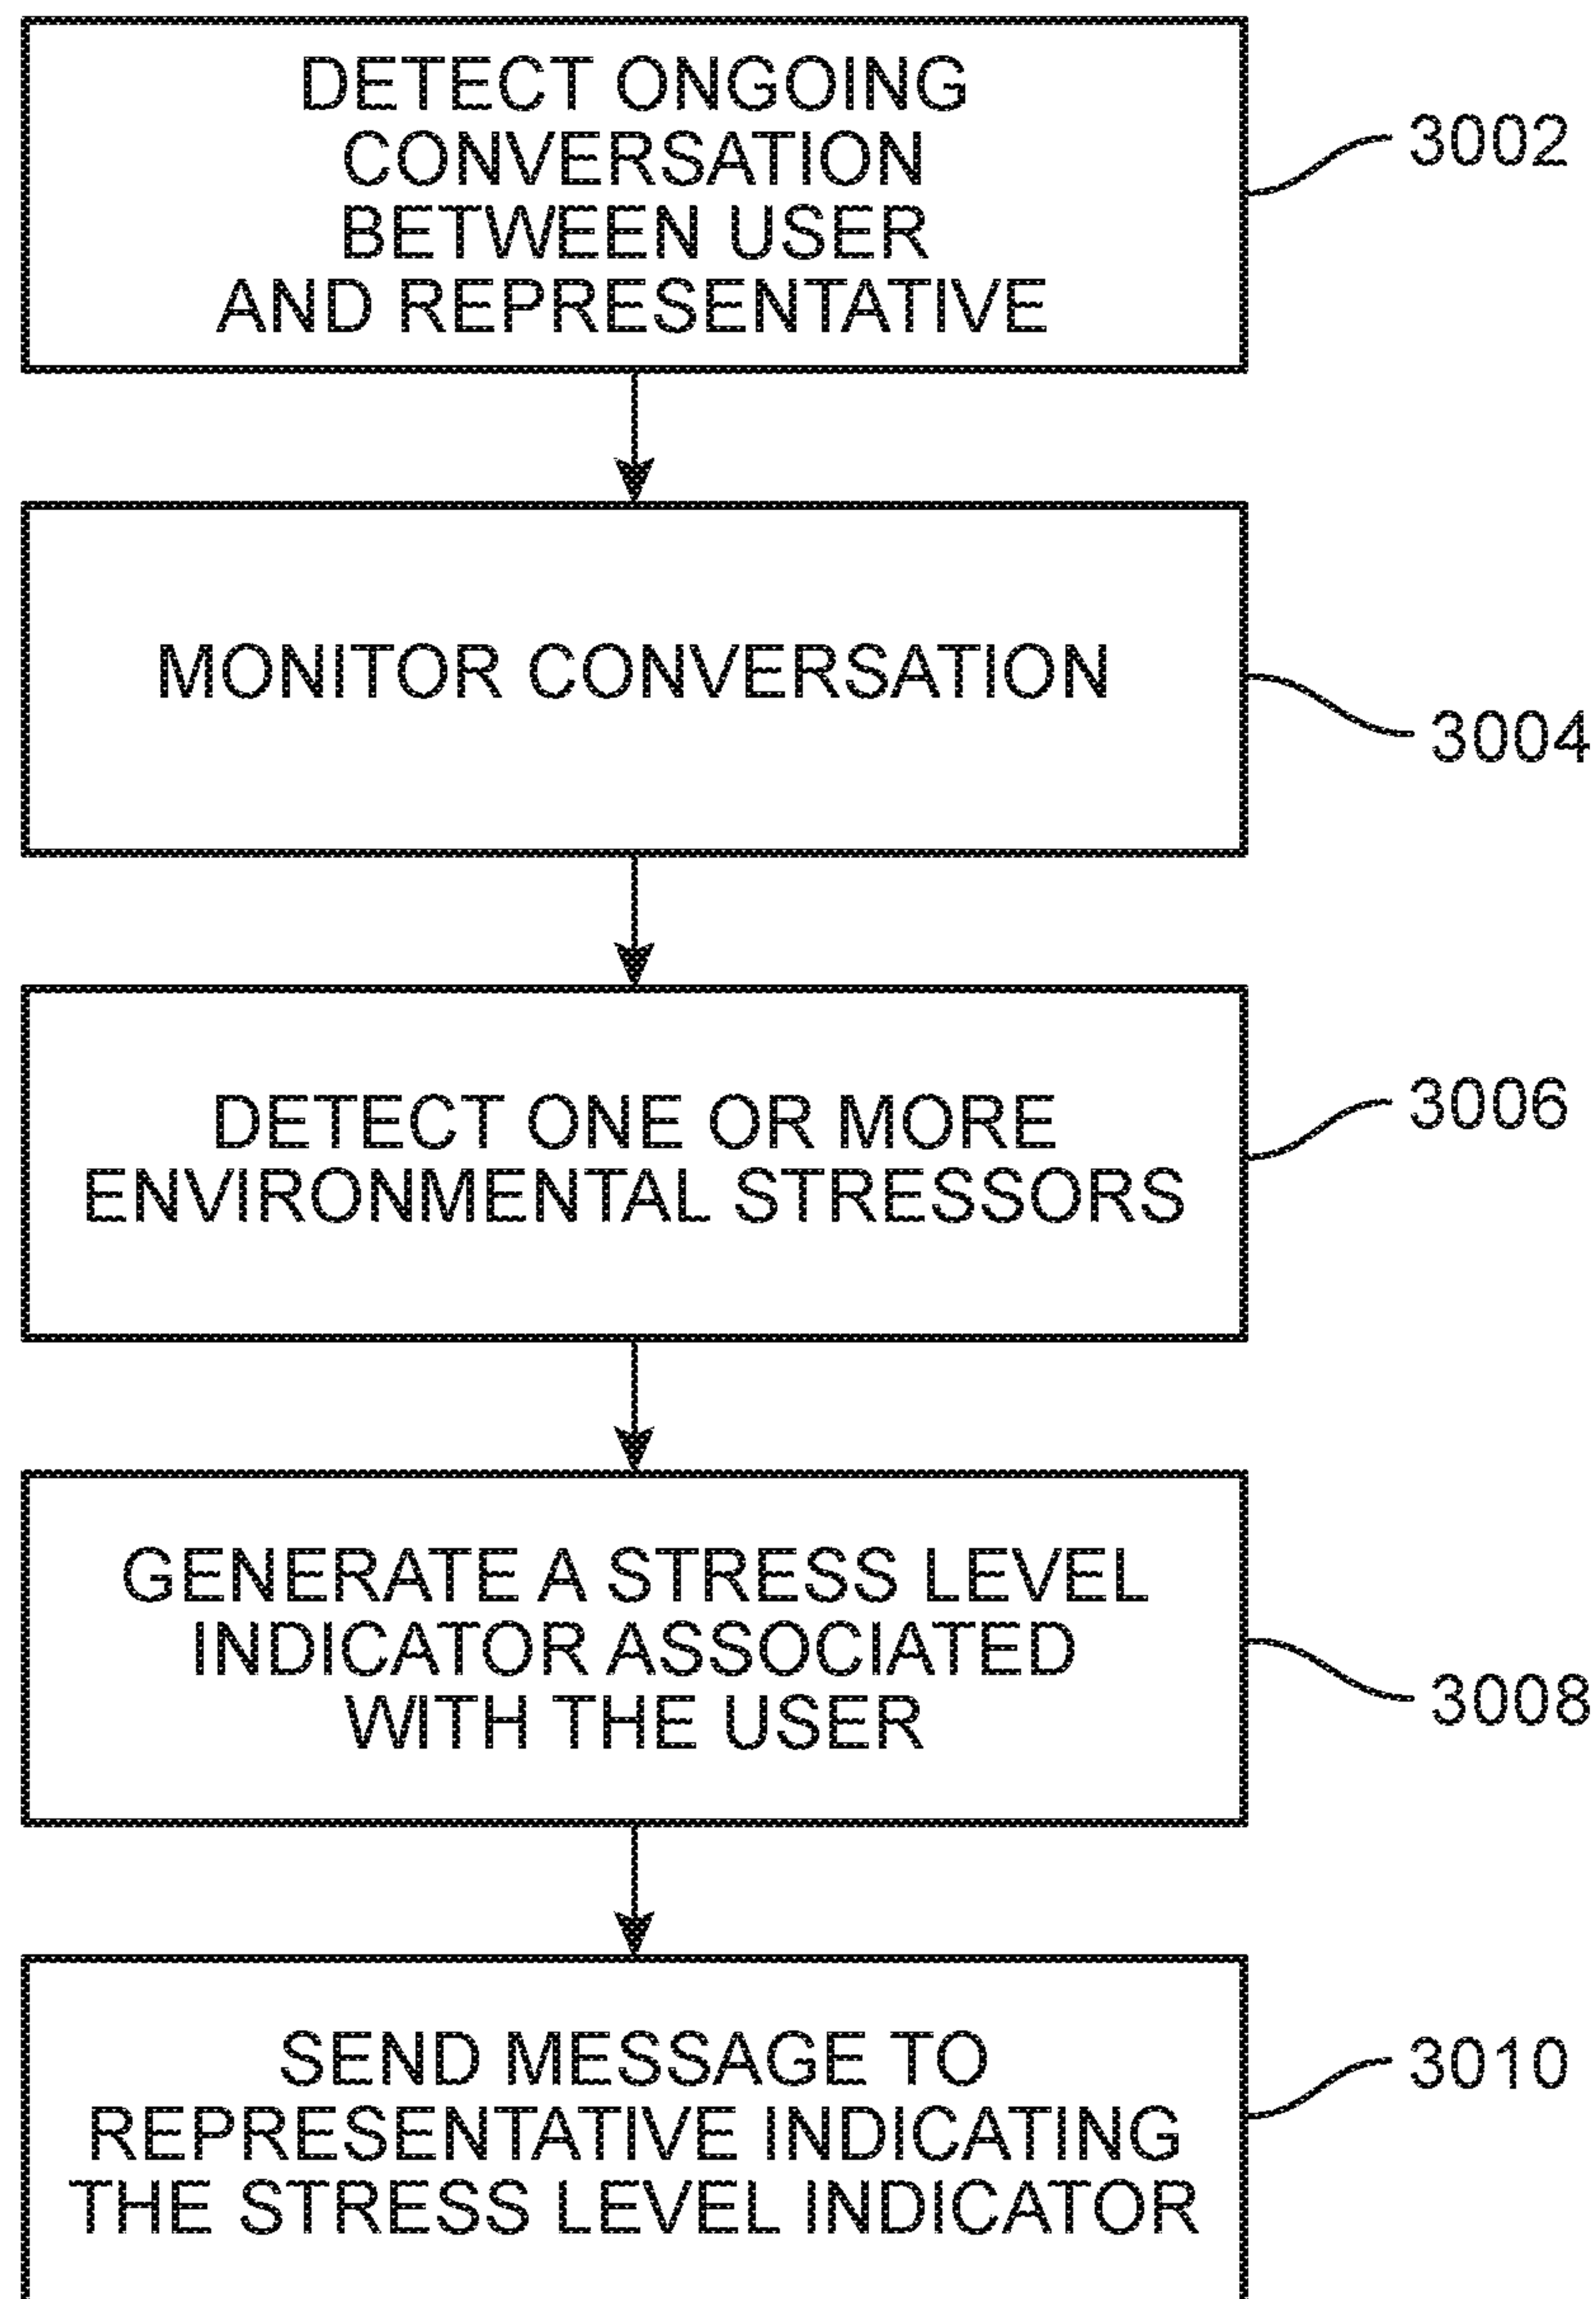 DETECT ONGOING
CONVERSATION
BETWEEN USER
AND REPRESENTATIVE
3002
MONITOR CONVERSATION
3004
DETECT ONE OR MORE
ENVIRONMENTAL STRESSORS
3006
GENERATE A STRESS LEVEL
INDICATOR ASSOCIATED
WITH THE USER
3008
SEND MESSAGE TO
REPRESENTATIVE INDICATING
THE STRESS LEVEL INDICATOR
3010